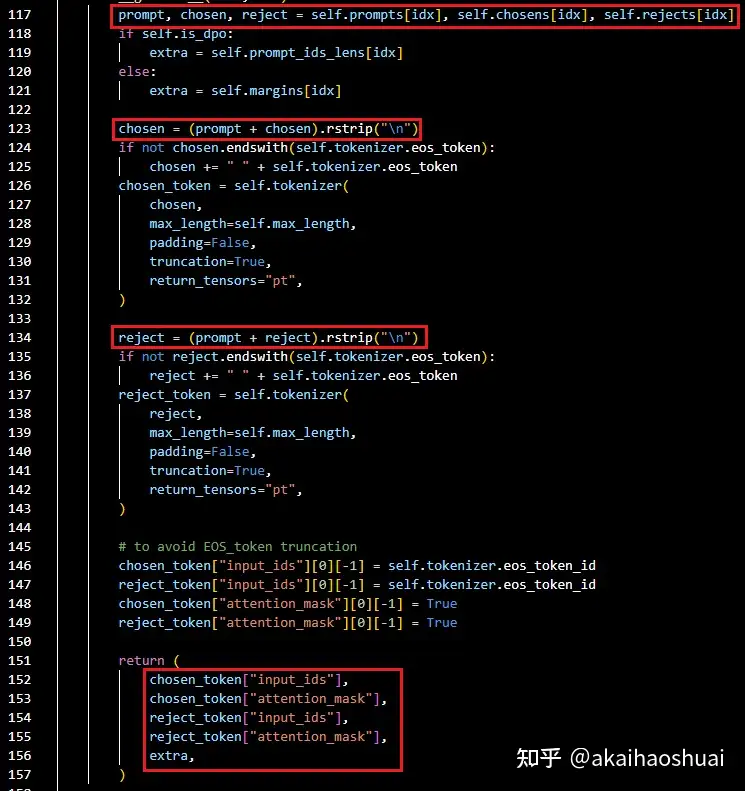 117 prompt, chosen, reject = self.prompts[idx], self.chosens[idx], self.rejects[idx]
118 if self.is_dpo:
119 extra = self.prompt_ids_lens[idx]
120 else:
121 extra = self.margins[idx]
122
123 chosen = (prompt + chosen).rstrip("\n")
124 if not chosen.endswith(self.tokenizer.eos_token):
125 chosen += " " + self.tokenizer.eos_token
126 chosen_token = self.tokenizer(
127 chosen,
128 max_length=self.max_length,
129 padding=False,
130 truncation=True,
131 return_tensors="pt",
132 )
133
134 reject = (prompt + reject).rstrip("\n")
135 if not reject.endswith(self.tokenizer.eos_token):
136 reject += " " + self.tokenizer.eos_token
137 reject_token = self.tokenizer(
138 reject,
139 max_length=self.max_length,
140 padding=False,
141 truncation=True,
142 return_tensors="pt",
143 )
144
145 # to avoid EOS_token truncation
146 chosen_token["input_ids"][0][-1] = self.tokenizer.eos_token_id
147 reject_token["input_ids"][0][-1] = self.tokenizer.eos_token_id
148 chosen_token["attention_mask"][0][-1] = True
149 reject_token["attention_mask"][0][-1] = True
150
151 return (
152 chosen_token["input_ids"],
153 chosen_token["attention_mask"],
154 reject_token["input_ids"],
155 reject_token["attention_mask"],
156 extra,
157 )
知乎 @akaihaoshuai